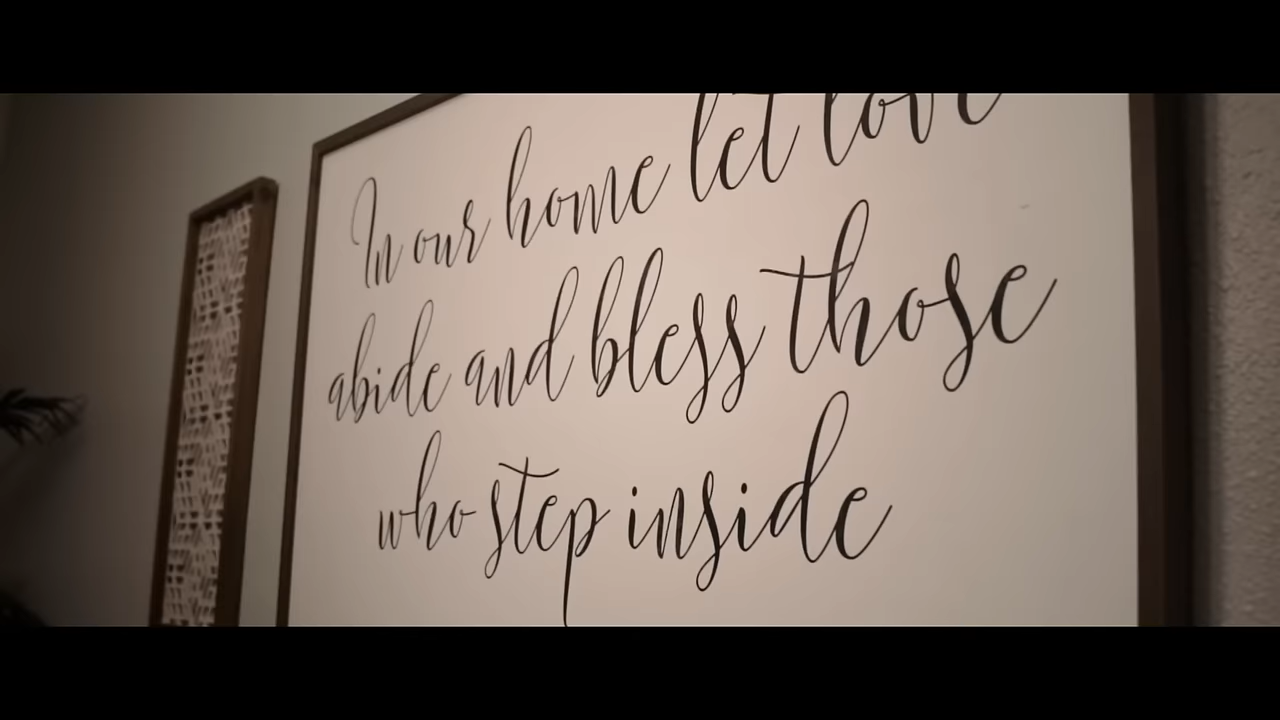 In our home let love
abide and bless those
who step inside